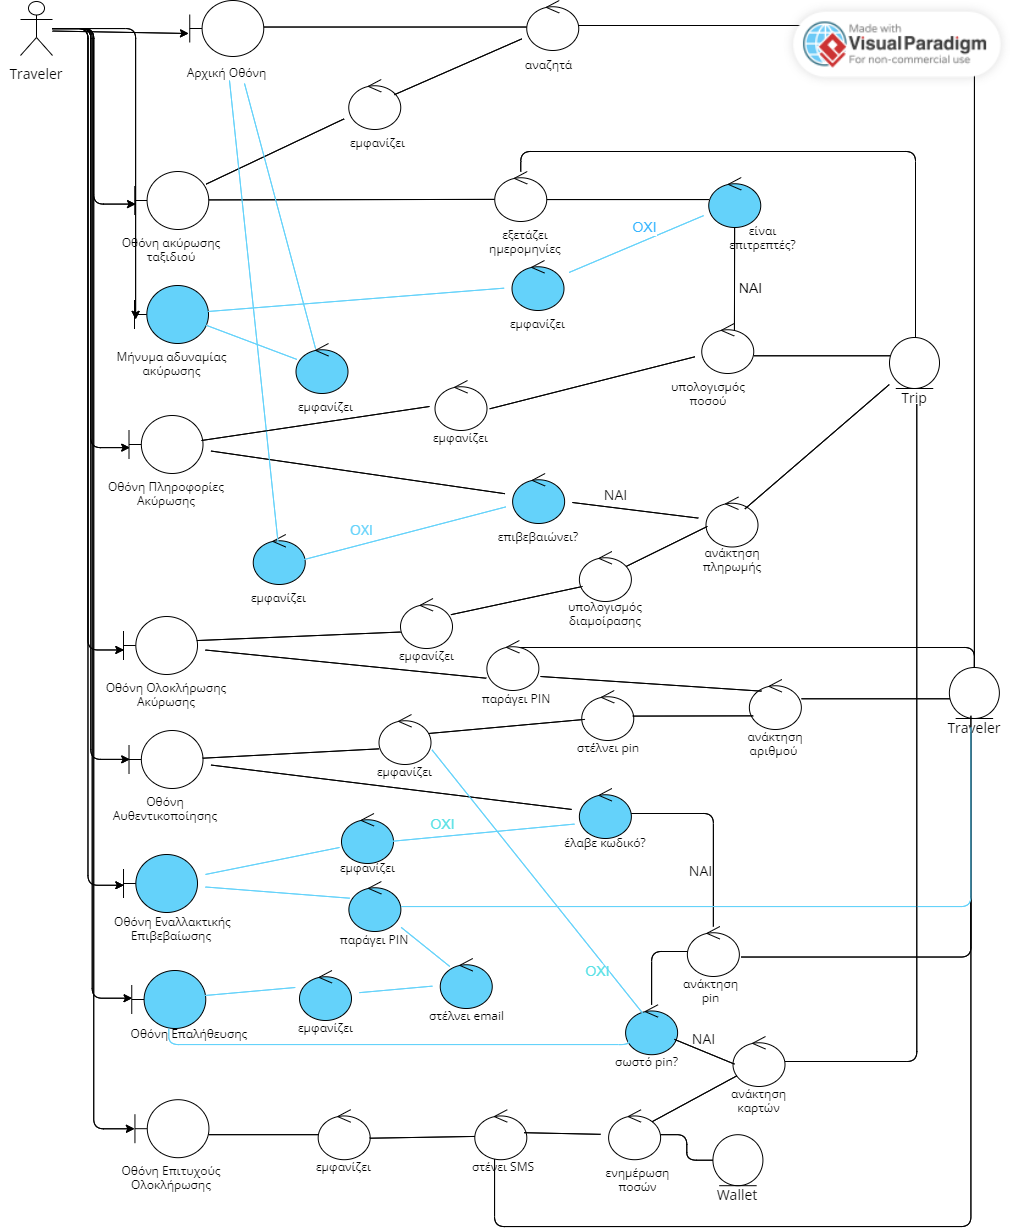 Traveler
Αρχική Οθόνη
αναζητά
Made with
Visual Paradigm
For non-commercial use
εμφανίζει
Οθόνη ακύρωσης
ταξιδιού
εξετάζει
ημερομηνίες
ΟΧΙ
είναι
επιτρεπτές?
ΝΑΙ
εμφανίζει
Μήνυμα αδυναμίας
ακύρωσης
εμφανίζει
υπολογισμός
ποσού
Trip
εμφανίζει
Οθόνη Πληροφορίες
Ακύρωσης
ΝΑΙ
ΟΧΙ
επιβεβαιώνει?
ανάκτηση
πληρωμής
εμφανίζει
υπολογισμός
διαμοίρασης
εμφανίζει
Οθόνη Ολοκλήρωσης
Ακύρωσης
παράγει PIN
Traveler
ανάκτηση
αριθμού
στέλνει pin
εμφανίζει
Οθόνη
Αυθεντικοποίησης
ΟΧΙ
έλαβε κωδικό?
ΝΑΙ
εμφανίζει
Οθόνη Εναλλακτικής
Επιβεβαίωσης
παράγει PIN
ΟΧΙ
ανάκτηση
pin
στέλνει email
εμφανίζει
Οθόνη Επαλήθευσης
ΝΑΙ
σωστό pin?
ανάκτηση
καρτών
Οθόνη Επιτυχούς
Ολοκλήρωσης
εμφανίζει
στένει SMS
ενημέρωση
ποσών
Wallet